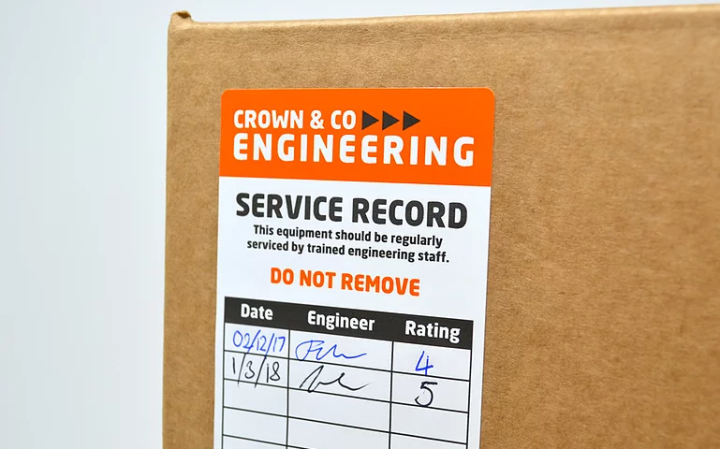 CROWN & CO
ENGINEERING
SERVICE RECORD
This equipment should be regularly
serviced by trained engineering staff.
DO NOT REMOVE
Date Engineer Rating
02/12/17 4
1/3/18 5